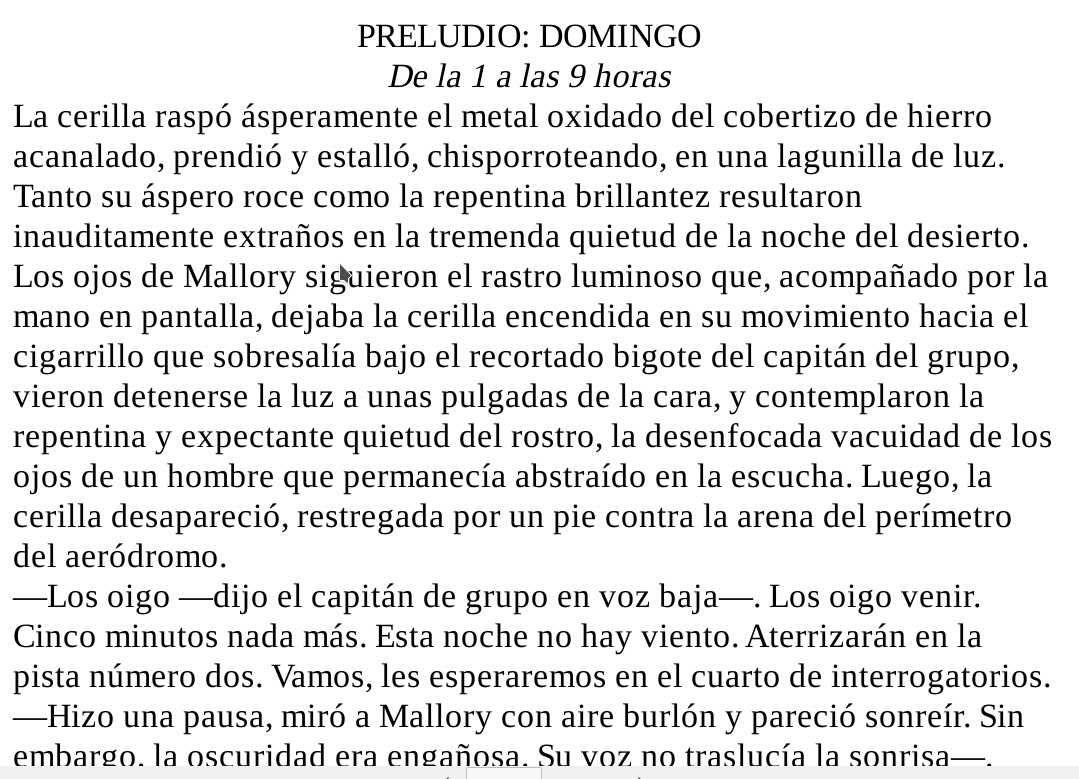 PRELUDIO: DOMINGO
De la 1 a las 9 horas
La cerilla raspó ásperamente el metal oxidado del cobertizo de hierro
acanalado, prendió y estalló, chisporroteando, en una lagunilla de luz.
Tanto su áspero roce como la repentina brillantez resultaron
inauditamente extraños en la tremenda quietud de la noche del desierto.
Los ojos de Mallory siguieron el rastro luminoso que, acompañado por la
mano en pantalla, dejaba la cerilla encendida en su movimiento hacia el
cigarrillo que sobresalía bajo el recortado bigote del capitán del grupo,
vieron detenerse la luz a unas pulgadas de la cara, y contemplaron la
repentina y expectante quietud del rostro, la desenfocada vacuidad de los
ojos de un hombre que permanecía abstraído en la escucha. Luego, la
cerilla desapareció, restregada por un pie contra la arena del perímetro
del aeródromo.
—Los oigo —dijo el capitán de grupo en voz baja—. Los oigo venir.
Cinco minutos nada más. Esta noche no hay viento. Aterrizarán en la
pista número dos. Vamos, les esperaremos en el cuarto de interrogatorios.
—Hizo una pausa, miró a Mallory con aire burlón y pareció sonreír. Sin
embargo, la oscuridad era engañosa. Su voz no traslucía la sonrisa—.